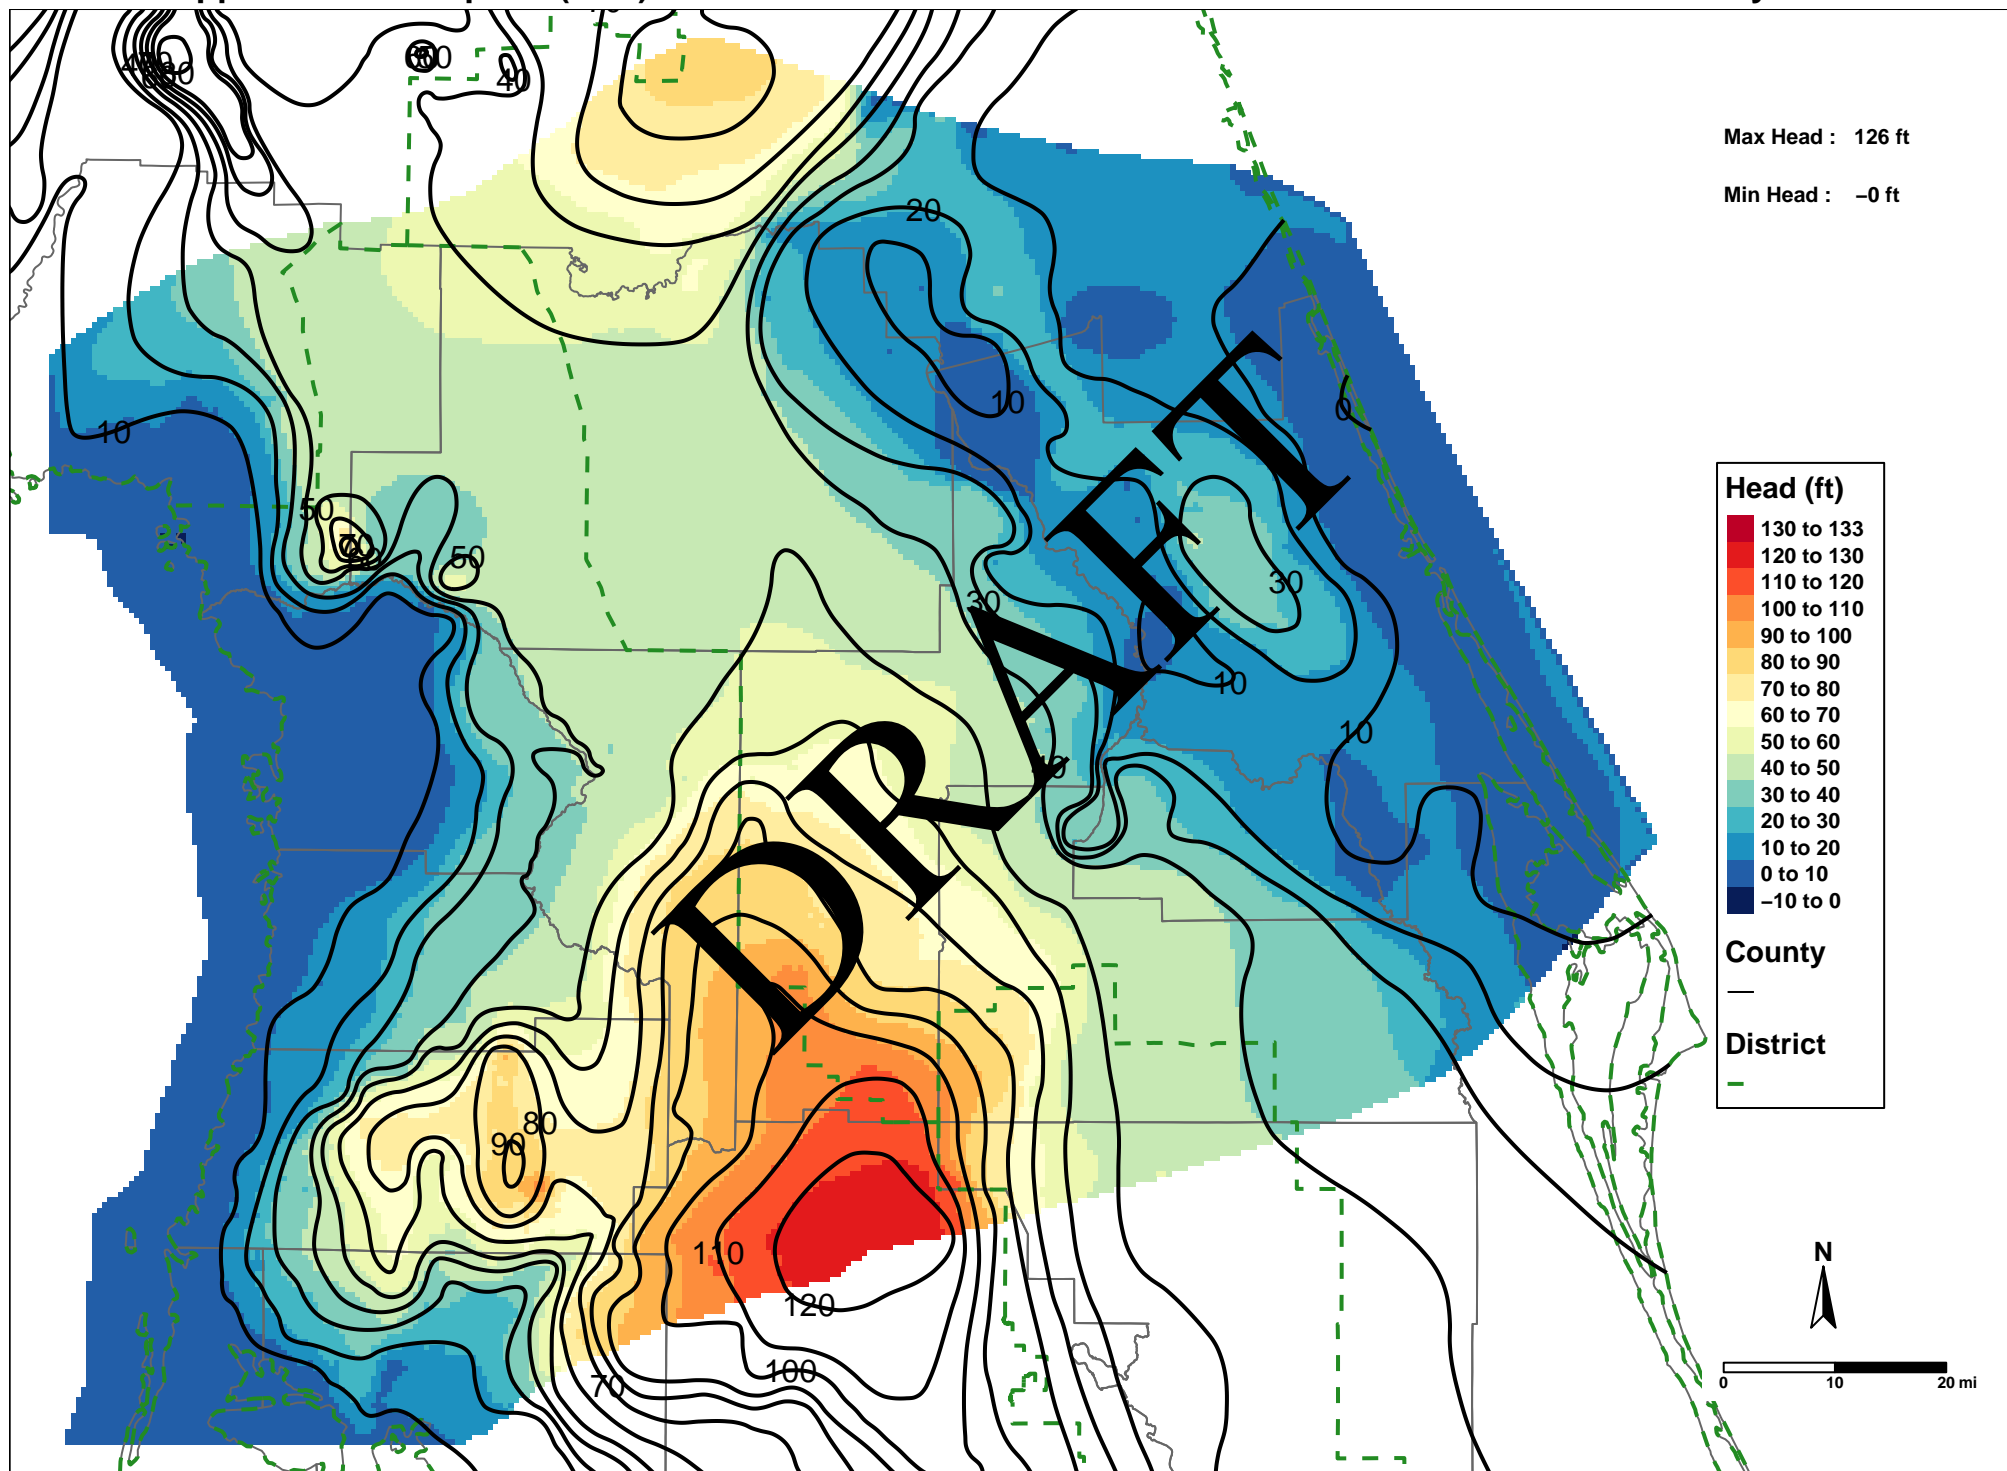 Max Head : 126 ft
Min Head : –0 ft
Head (ft)
130 to 133
120 to 130
110 to 120
100 to 110
90 to 100
80 to 90
70 to 80
60 to 70
50 to 60
40 to 50
30 to 40
20 to 30
10 to 20
0 to 10
–10 to 0
County
District
N
0 10 20 mi
DRAFT
40
20
10
10
0
50
70
50
30
30
10
10
80
90
110
120
100
70